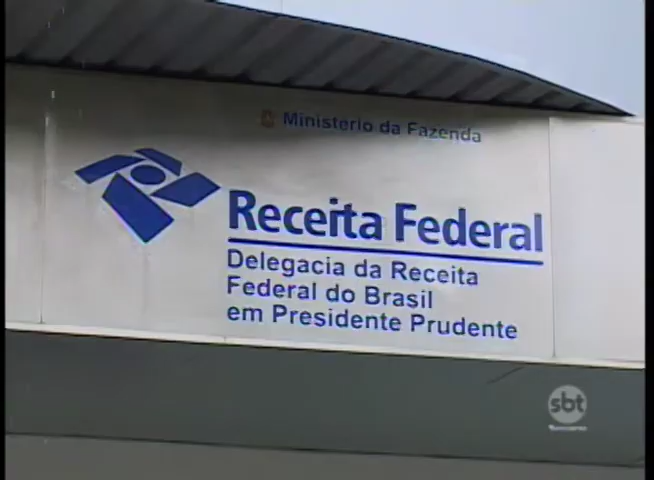 Ministerio da Fazenda
Receita Federal
Delegacia da Receita
Federal do Brasil
em Presidente Prudente
sbt